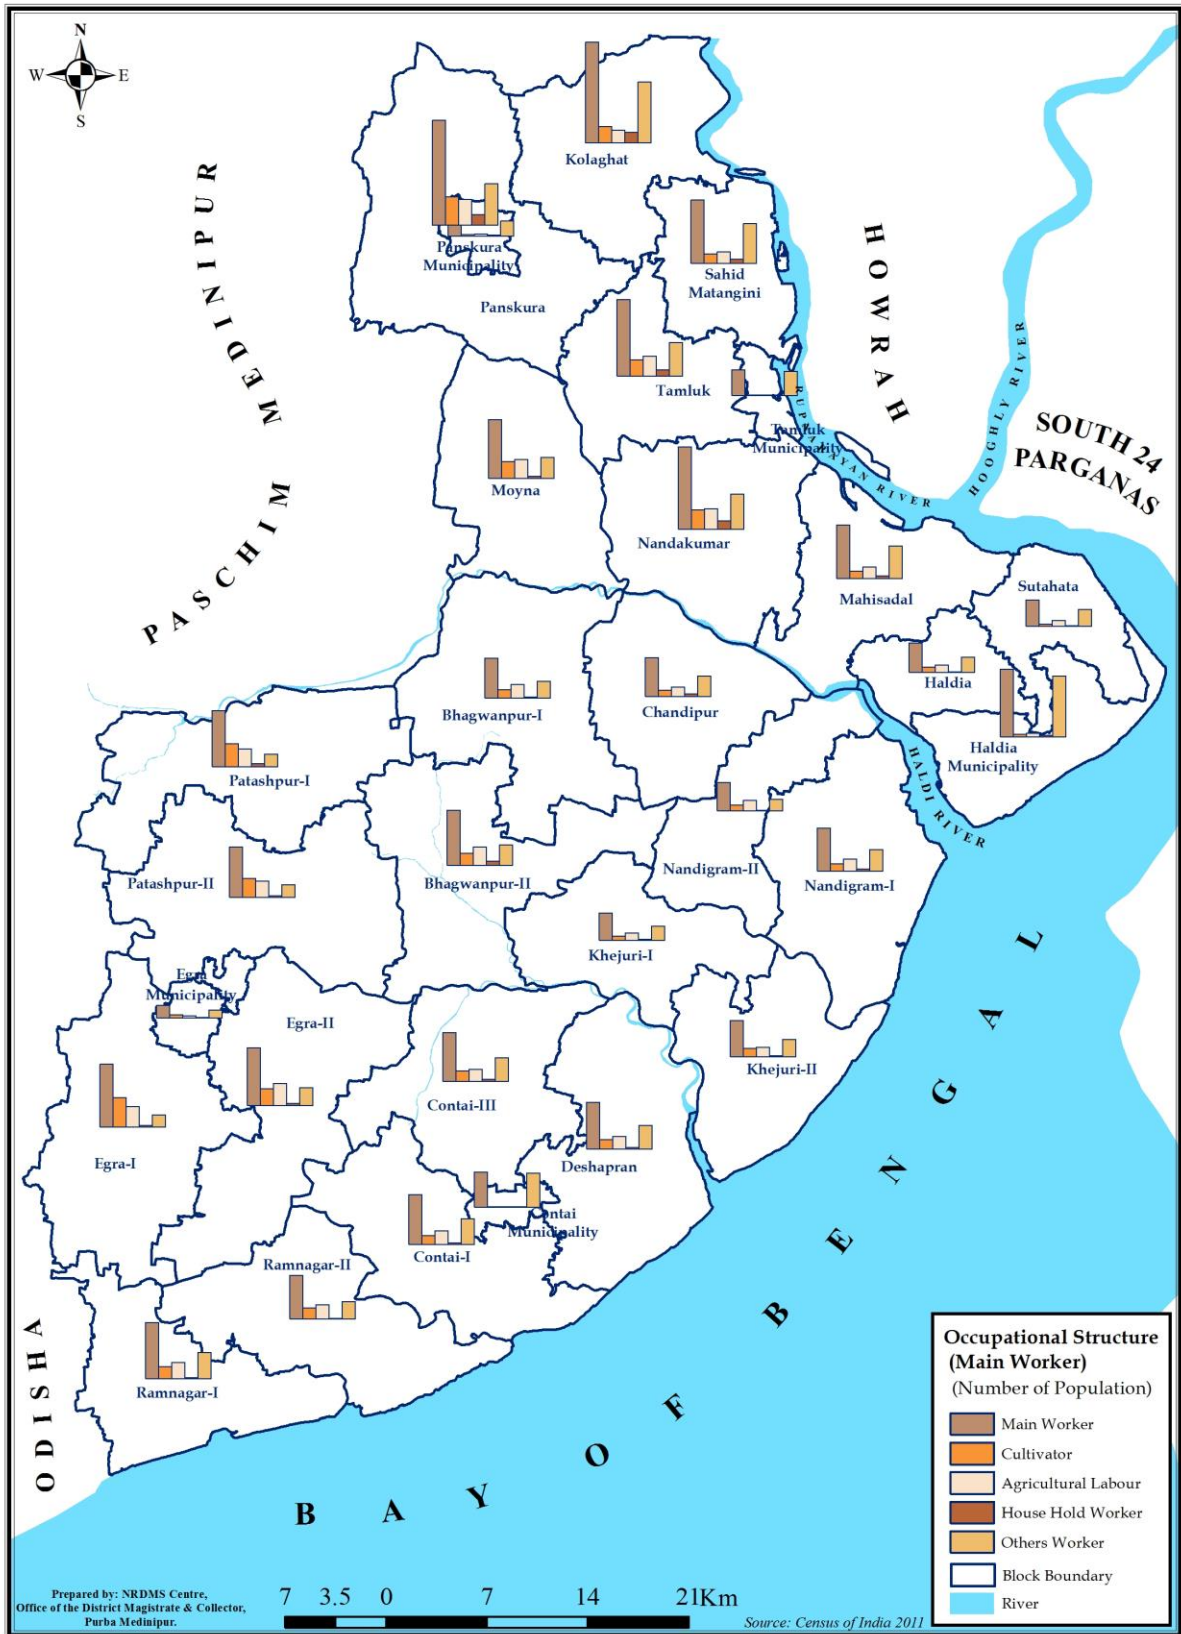 N
W
E
S
Kolaghat
Panskura
Municipality
Panskura
Sahid
Matangini
Tamluk
Tamluk
Municipality
Moyna
Nandakumar
Mahisadal
Sutahata
Haldia
Haldia
Municipality
Bhagwanpur-I
Chandipur
Patashpur-I
Patashpur-II
Bhagwanpur-II
Nandigram-II
Nandigram-I
Khejuri-I
Egra
Municipality
Egra-II
Contai-III
Khejuri-II
Egra-I
Deshapran
Contai
Municipality
Contai-I
Ramnagar-II
Ramnagar-I
PASCHIM MEDINIPUR
HOWRAH
HOOGHLY RIVER
SOUTH 24
PARGANAS
RUPNARAYAN RIVER
HALDI RIVER
ODISHA
BAY OF BENGAL
Occupational Structure
(Main Worker)
(Number of Population)
Main Worker
Cultivator
Agricultural Labour
House Hold Worker
Others Worker
Block Boundary
River
Prepared by: NRDMS Centre,
Office of the District Magistrate & Collector,
Purba Medinipur.
7 3.5 0 7 14 21Km
Source: Census of India 2011